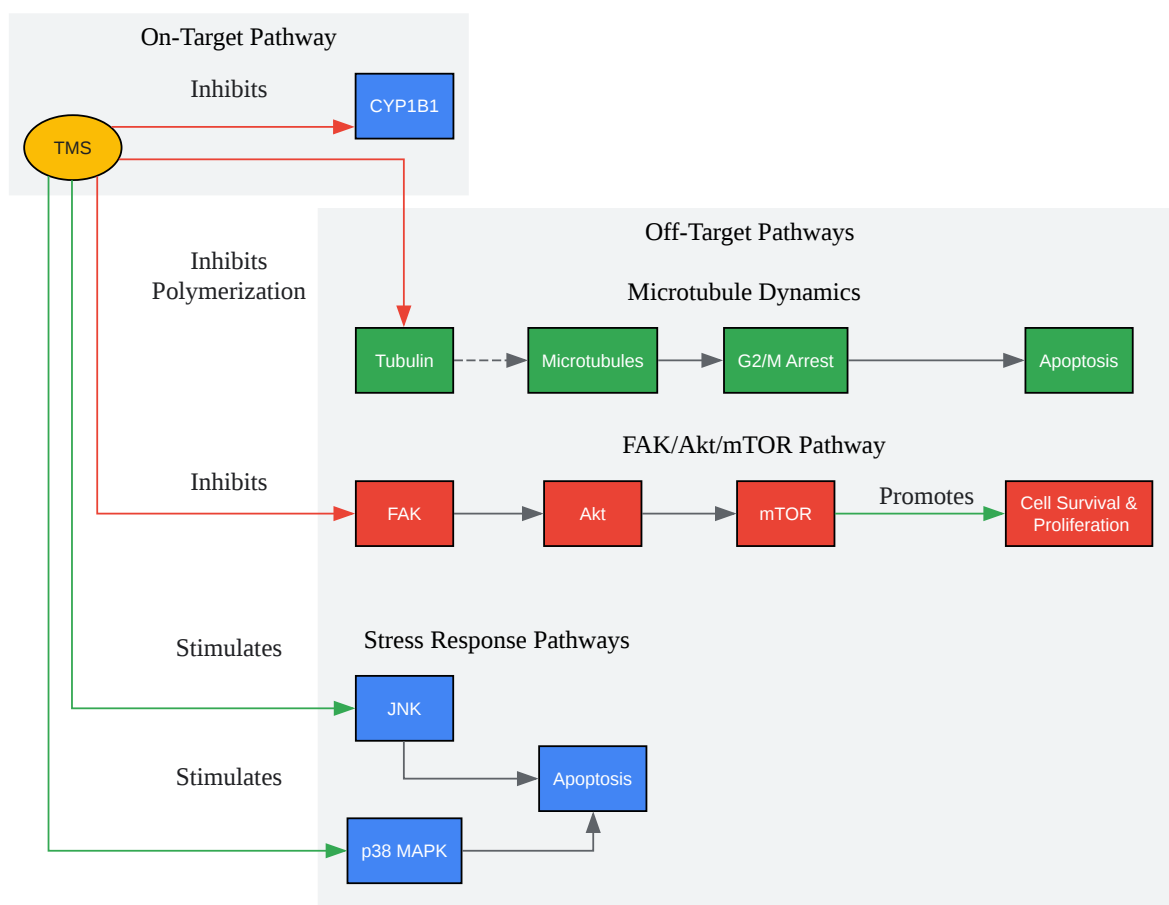 On-Target Pathway
Inhibits
CYP1B1
TMS
Off-Target Pathways
Inhibits
Polymerization
Microtubule Dynamics
Tubulin
Microtubules
G2/M Arrest
Apoptosis
FAK/Akt/mTOR Pathway
Inhibits
Promotes
FAK
Akt
mTOR
Cell Survival &
Proliferation
Stress Response Pathways
Stimulates
JNK
Stimulates
Apoptosis
p38 MAPK